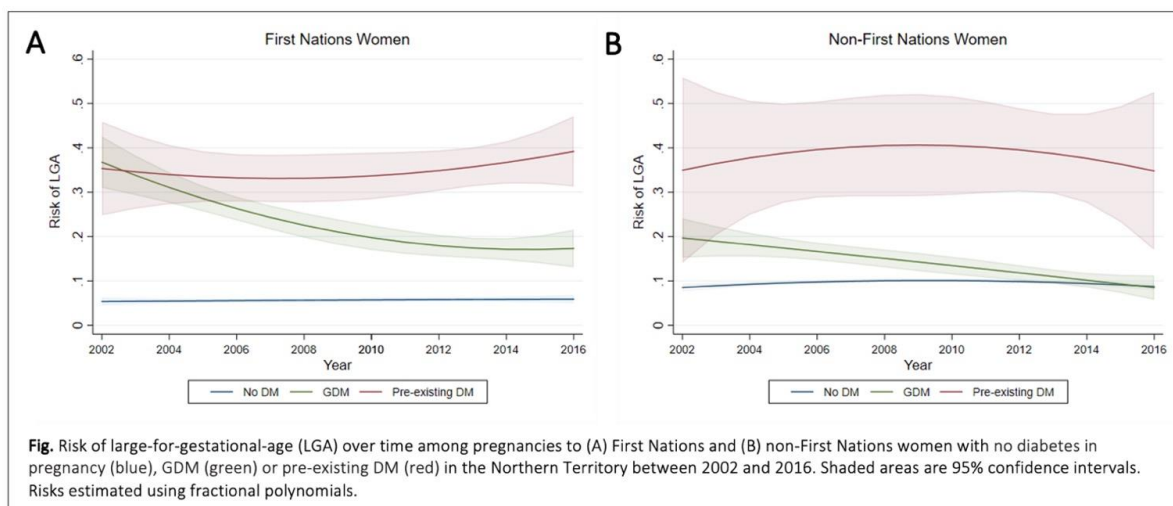 A
First Nations Women
Risk of LGA
.6
.5
.4
.3
.2
.1
0
2002 2004 2006 2008 2010 2012 2014 2016
Year
No DM GDM Pre-existing DM
B
Non-First Nations Women
Risk of LGA
.6
.5
.4
.3
.2
.1
0
2002 2004 2006 2008 2010 2012 2014 2016
Year
No DM GDM Pre-existing DM
Fig. Risk of large-for-gestational-age (LGA) over time among pregnancies to (A) First Nations and (B) non-First Nations women with no diabetes in
pregnancy (blue), GDM (green) or pre-existing DM (red) in the Northern Territory between 2002 and 2016. Shaded areas are 95% confidence intervals.
Risks estimated using fractional polynomials.